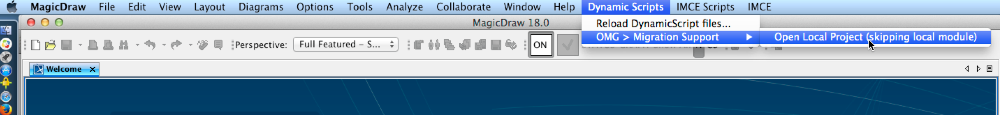 MagicDraw File Edit View Layout Diagrams Options Tools Analyze Collaborate Window Help Dynamic Scripts IMCE Scripts IMCE
MagicDraw 18.0
Reload DynamicScript files...
OMG > Migration Support
Open Local Project (skipping local module)
ABC
Perspective:
Full Featured – S...
ON
Welcome